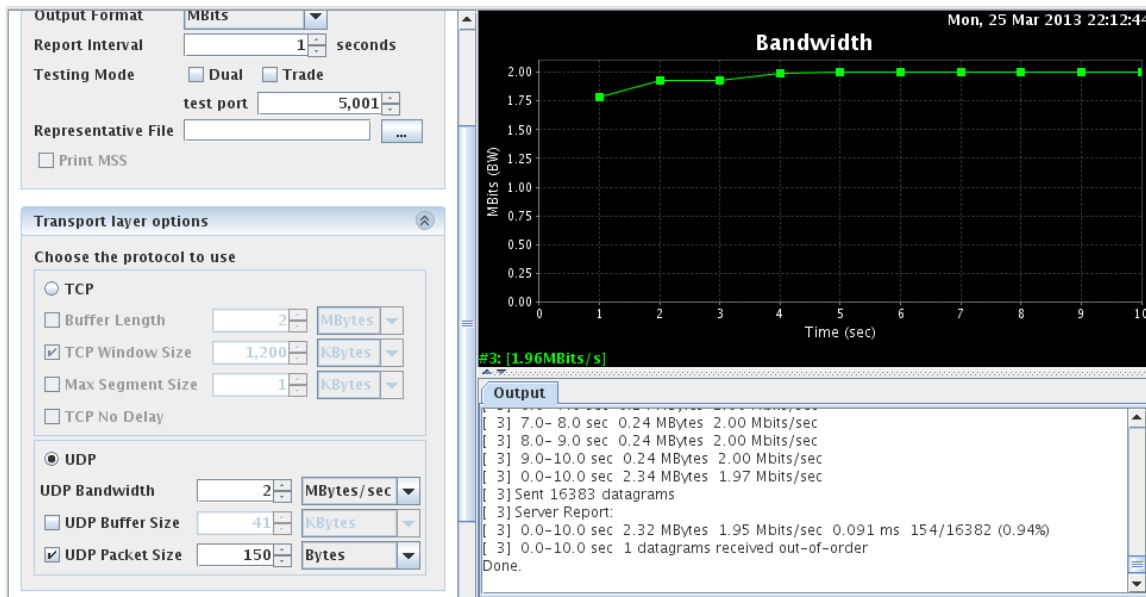 Output Format MBits
Report Interval 1 seconds
Testing Mode Dual Trade
test port 5,001
Representative File ...
Print MSS
Transport layer options
Choose the protocol to use
TCP
Buffer Length 2 MBytes
TCP Window Size 1,200 KBytes
Max Segment Size 1 KBytes
TCP No Delay
UDP
UDP Bandwidth 2 MBytes/sec
UDP Buffer Size 41 KBytes
UDP Packet Size 150 Bytes
Mon, 25 Mar 2013 22:12:44
Bandwidth
MBits (BW)
2.00
1.75
1.50
1.25
1.00
0.75
0.50
0.25
0.00
0 1 2 3 4 5 6 7 8 9 10
Time (sec)
#3: [1.96MBits/s]
Output
[ 3] 7.0- 8.0 sec 0.24 MBytes 2.00 Mbits/sec
[ 3] 8.0- 9.0 sec 0.24 MBytes 2.00 Mbits/sec
[ 3] 9.0-10.0 sec 0.24 MBytes 2.00 Mbits/sec
[ 3] 0.0-10.0 sec 2.34 MBytes 1.97 Mbits/sec
[ 3] Sent 16383 datagrams
[ 3] Server Report:
[ 3] 0.0-10.0 sec 2.32 MBytes 1.95 Mbits/sec 0.091 ms 154/16382 (0.94%)
[ 3] 0.0-10.0 sec 1 datagrams received out-of-order
Done.